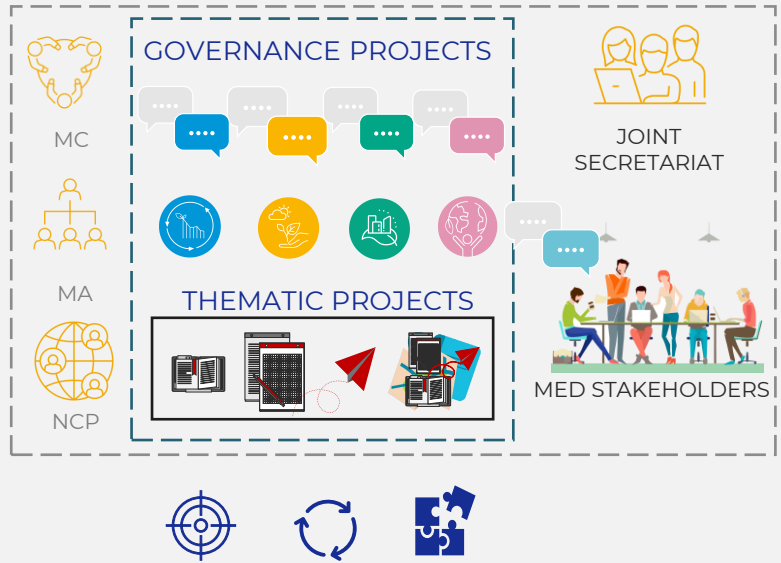 GOVERNANCE PROJECTS
MC
JOINT
SECRETARIAT
MA
THEMATIC PROJECTS
MED STAKEHOLDERS
NCP